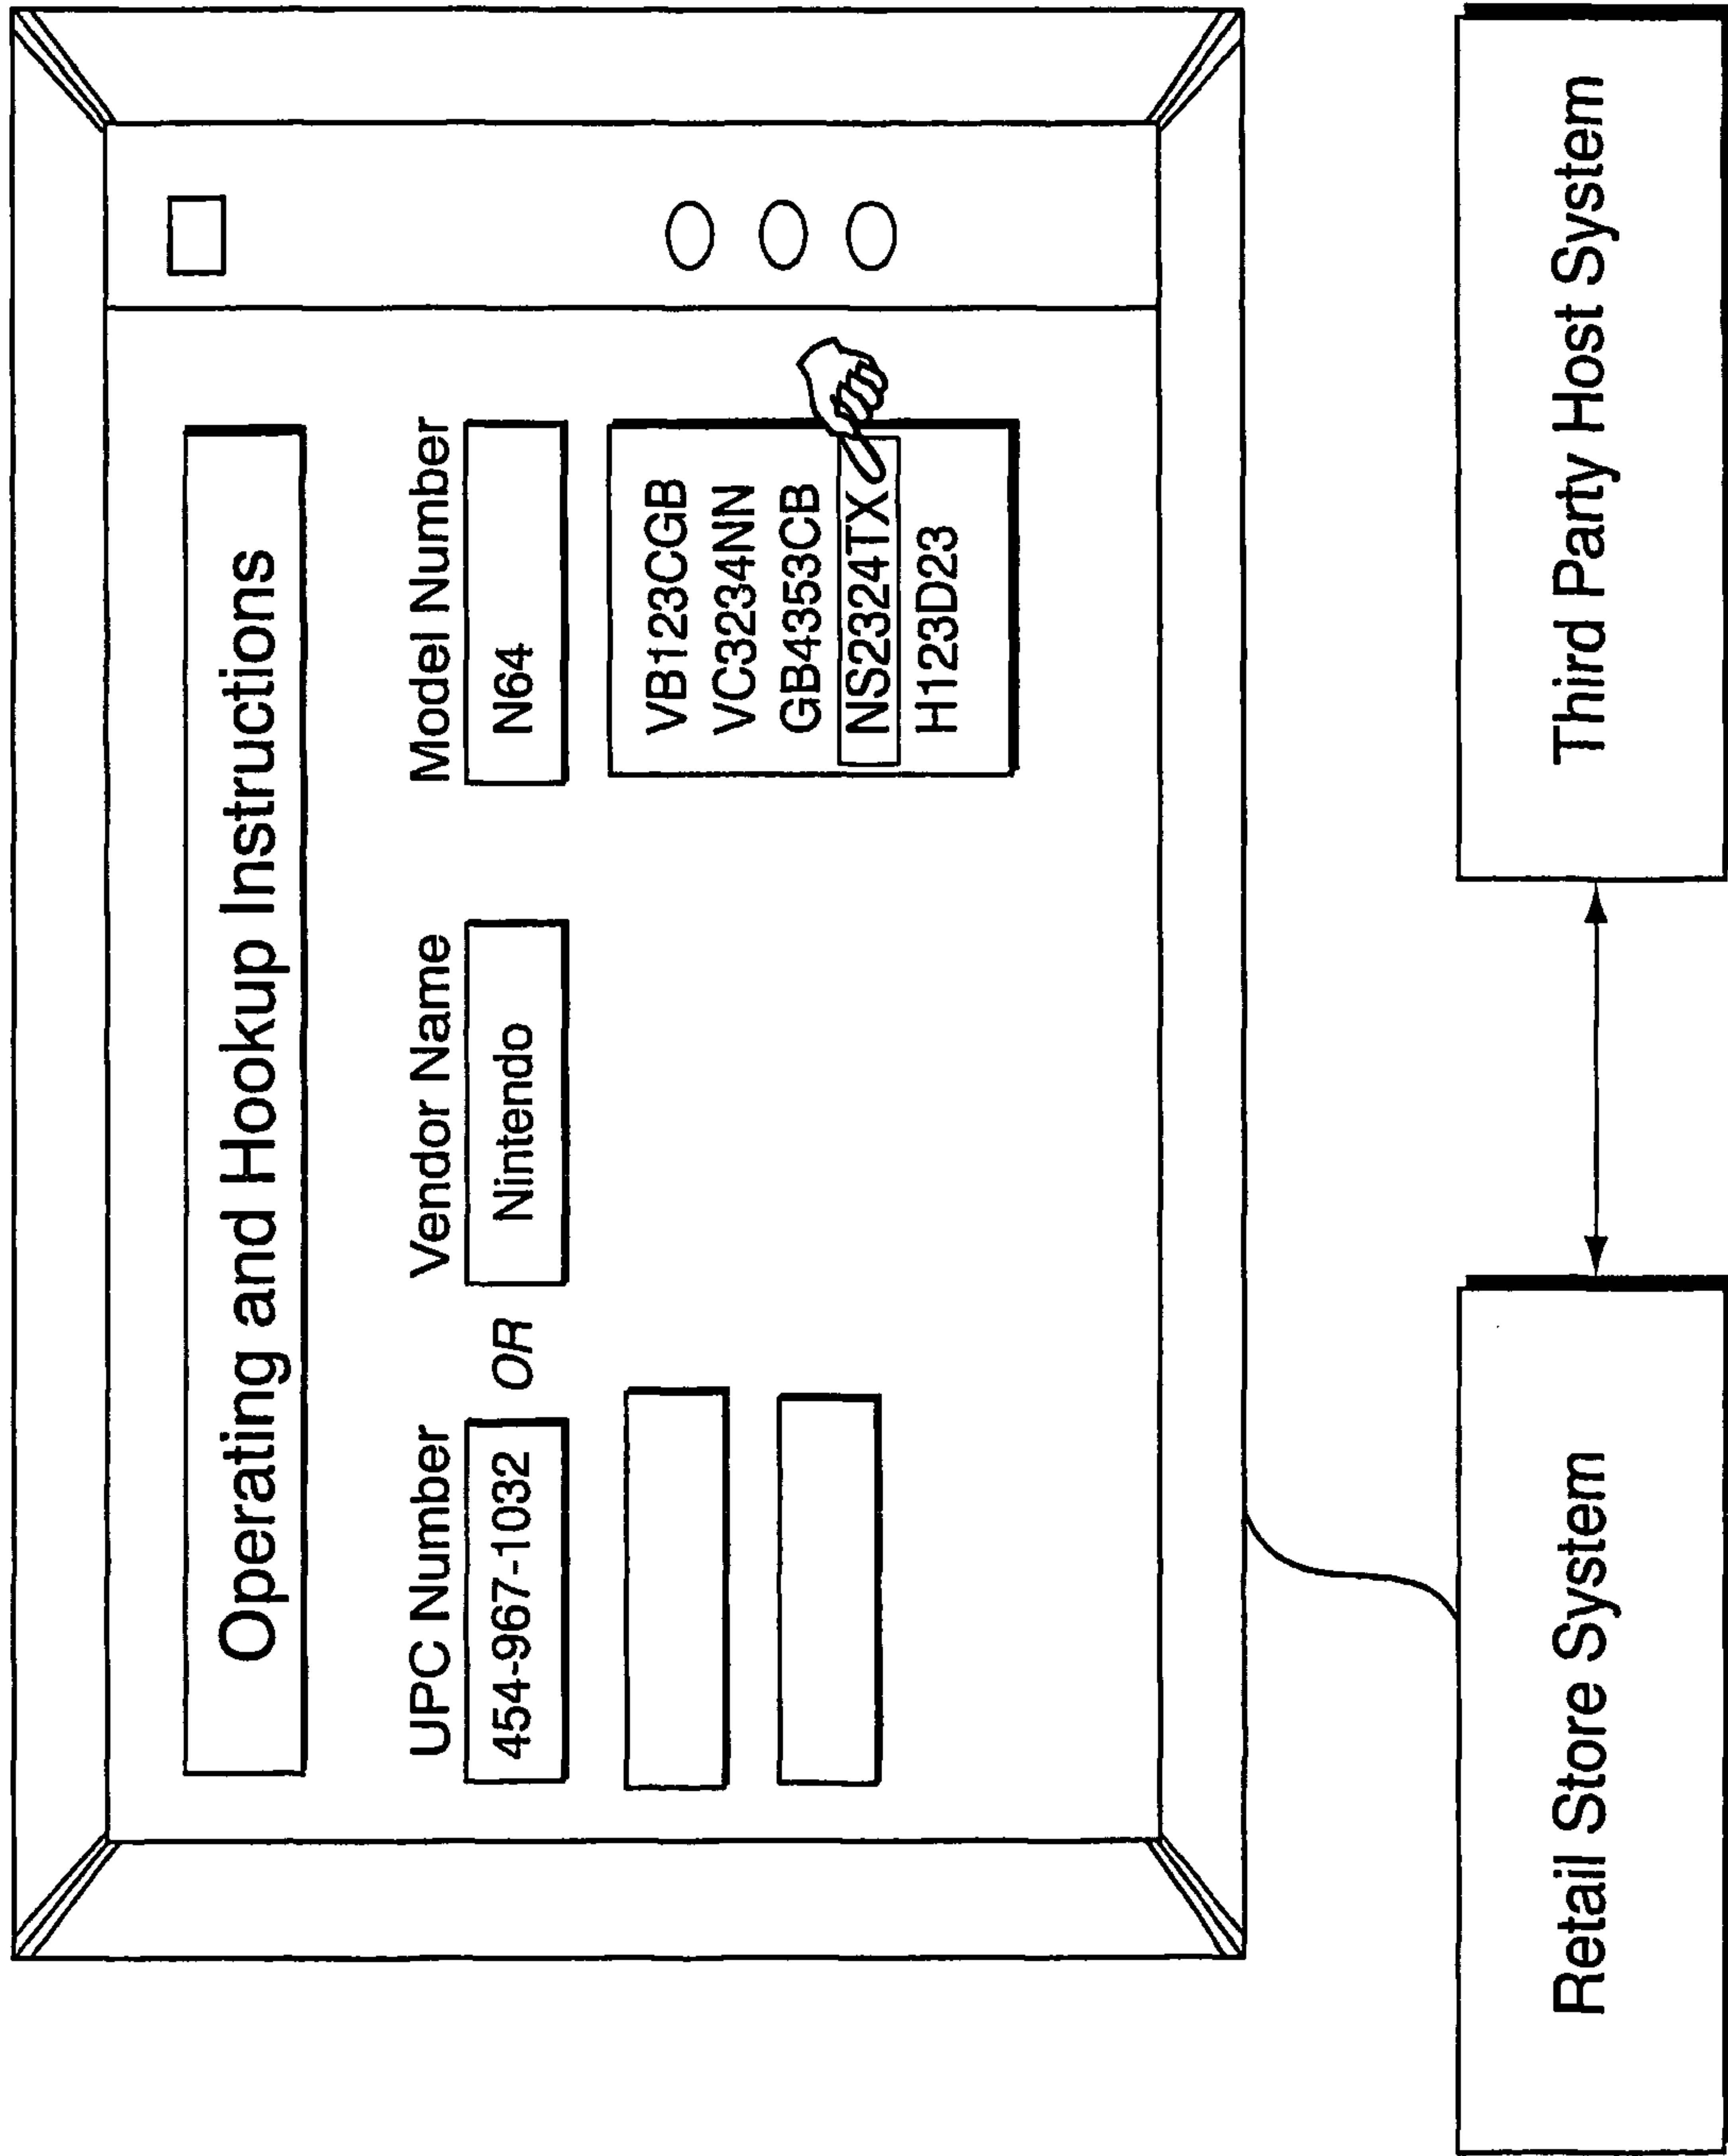 Operating and Hookup Instructions
UPC Number Vendor Name Model Number
454-967-1032 OR Nintendo N64
VB123CGB
VC3234NN
GB4353CB
NS2324TX
H123D23
Retail Store System Third Party Host System